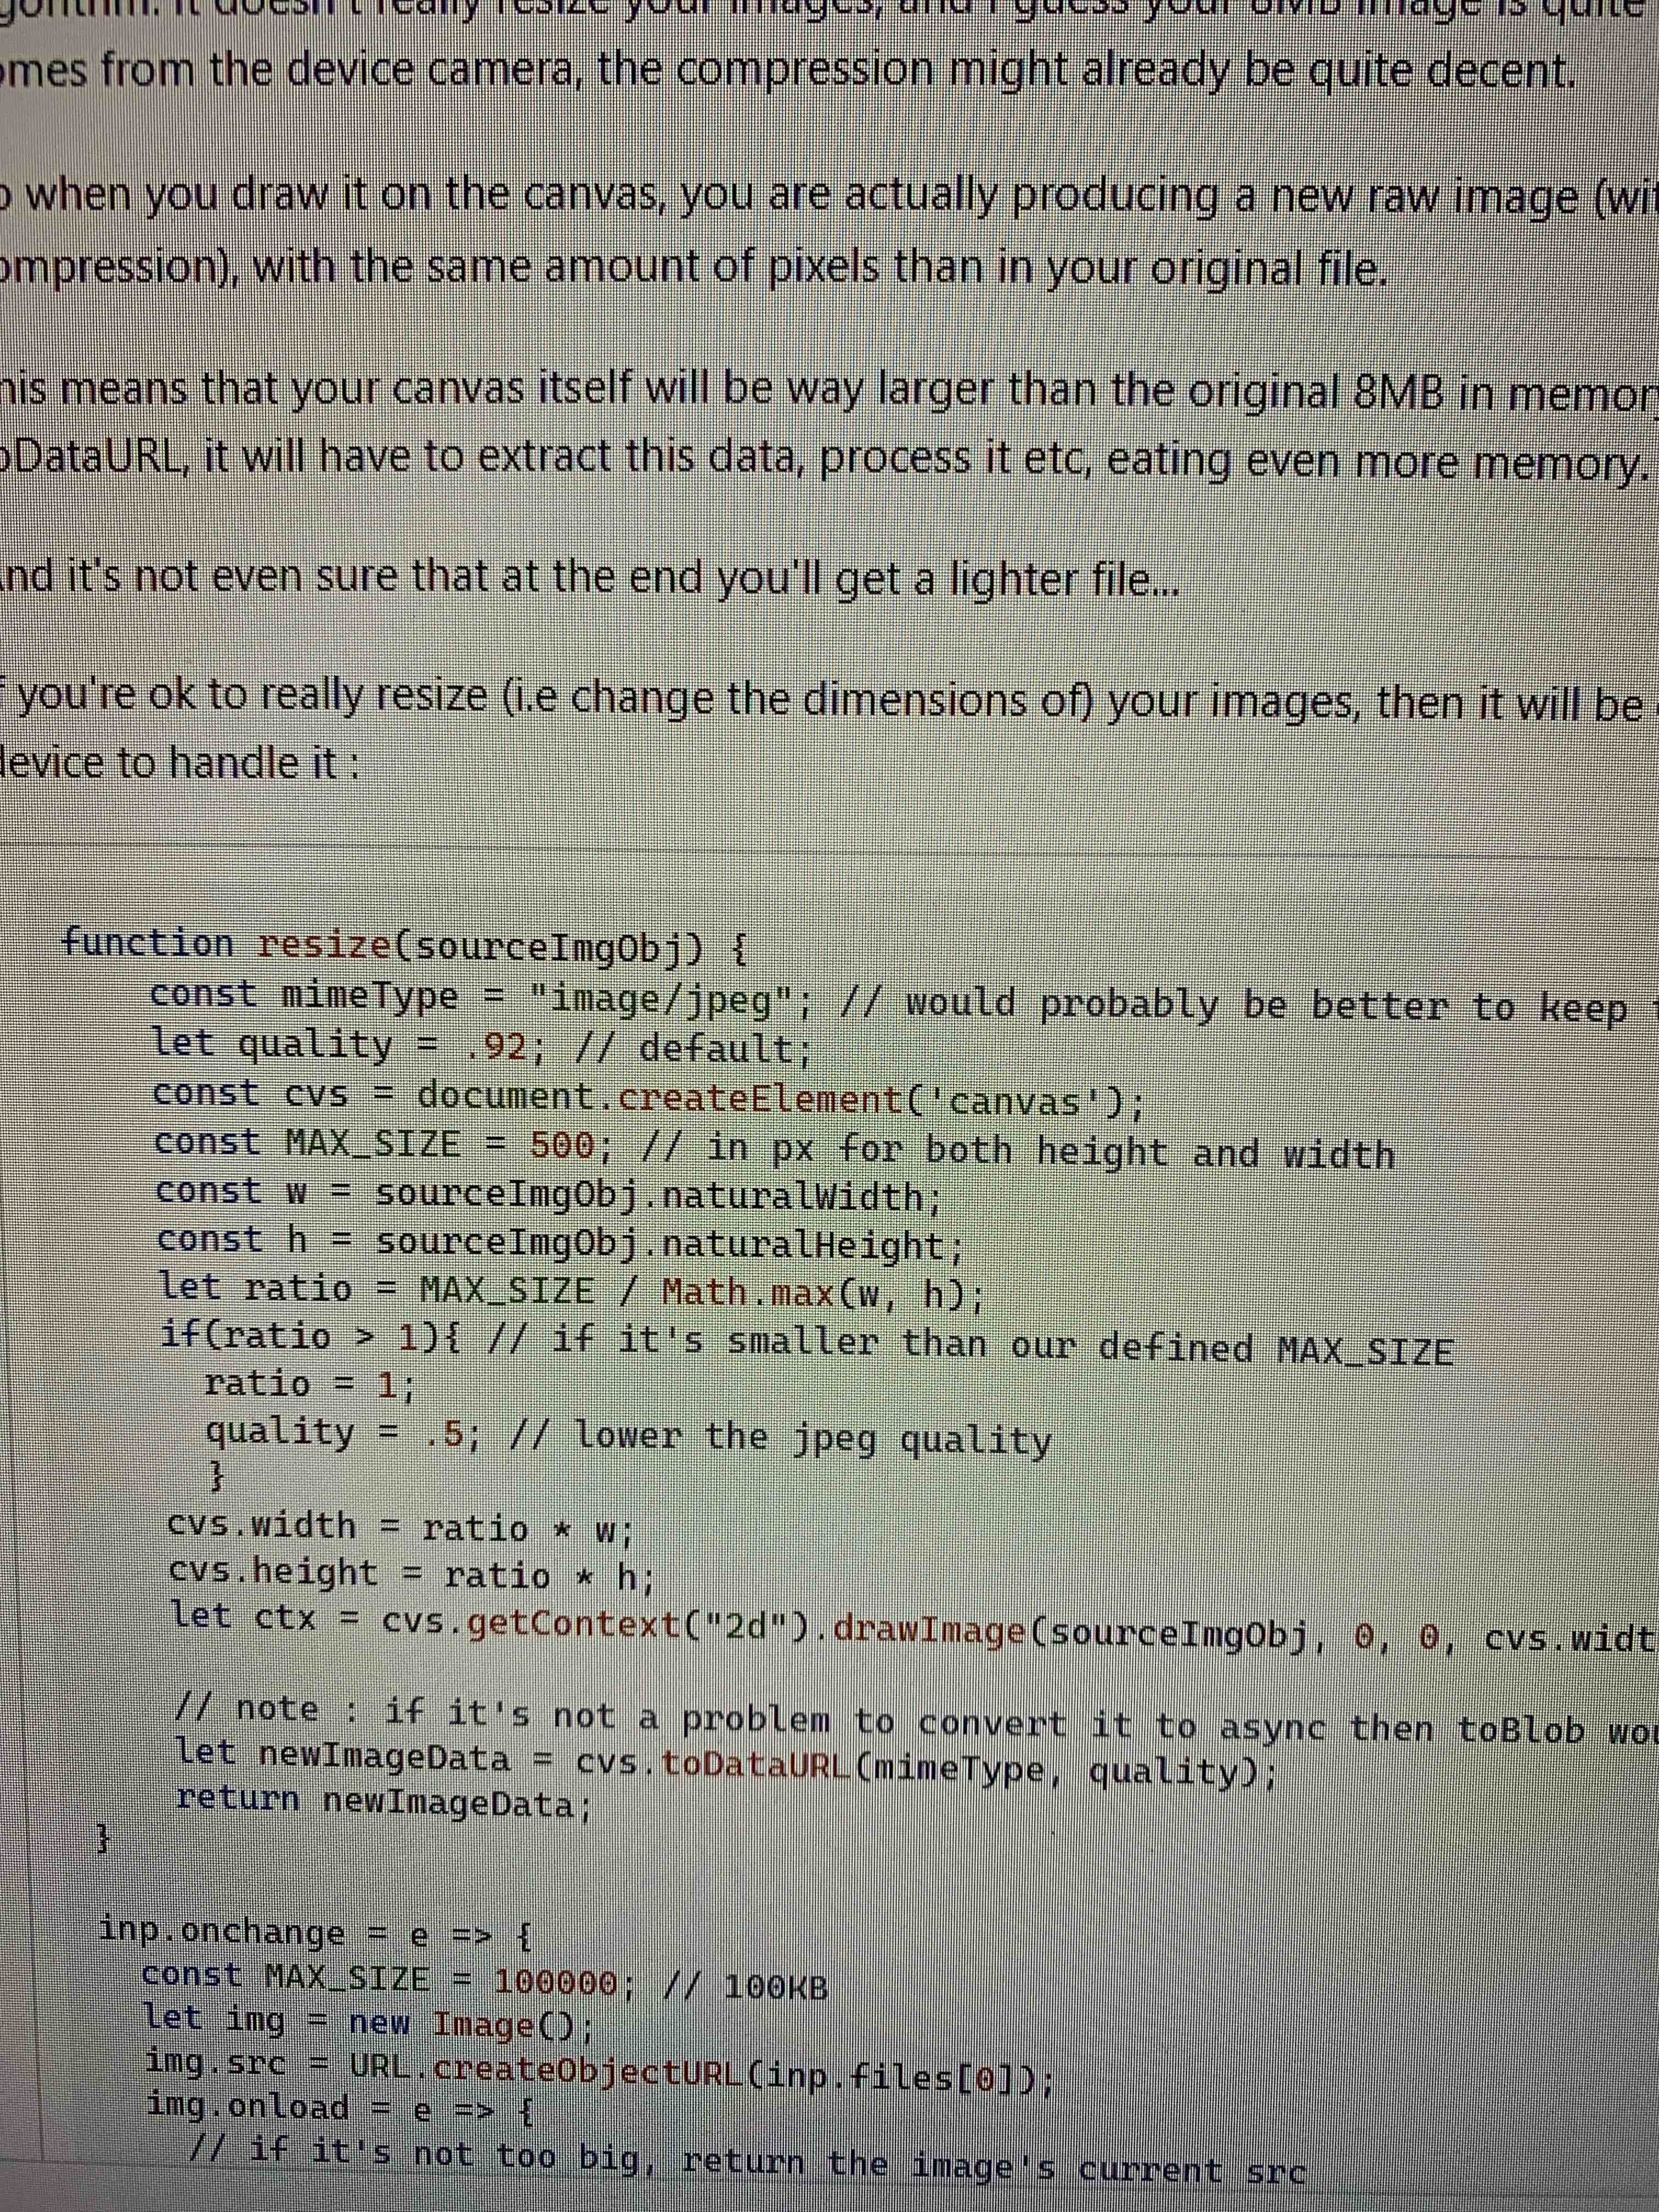 It doesn't really resize your images, and I guess your 8MB image is quite
omes from the device camera, the compression might already be quite decent.
o when you draw it on the canvas, you are actually producing a new raw image (wit
ompression), with the same amount of pixels than in your original file.
his means that your canvas itself will be way larger than the original 8MB in memor
oDataURL, it will have to extract this data, process it etc, eating even more memory.
nd it's not even sure that at the end you'll get a lighter file...
f you're ok to really resize (i.e change the dimensions of) your images, then it will be
device to handle it :
function resize(sourceImgObj) {
const mimeType = "image/jpeg"; // would probably be better to keep
let quality = .92; // default;
const cvs = document.createElement('canvas');
const MAX_SIZE = 500; // in px for both height and width
const w = sourceImgObj.naturalWidth;
const h = sourceImgObj.naturalHeight;
let ratio = MAX_SIZE / Math.max(w, h);
if(ratio > 1){ // if it's smaller than our defined MAX_SIZE
ratio = 1;
quality = .5; // lower the jpeg quality
}
cvs.width = ratio * w;
cvs.height = ratio * h;
let ctx = cvs.getContext("2d").drawImage(sourceImgObj, 0, 0, cvs.widt
// note : if it's not a problem to convert it to async then toBlob wou
let newImageData = cvs.toDataURL(mimeType, quality);
return newImageData;
}
inp.onchange = e => {
const MAX_SIZE = 100000; // 100KB
let img = new Image();
img.src = URL.createObjectURL(inp.files[0]);
img.onload = e => {
// if it's not too big, return the image's current src